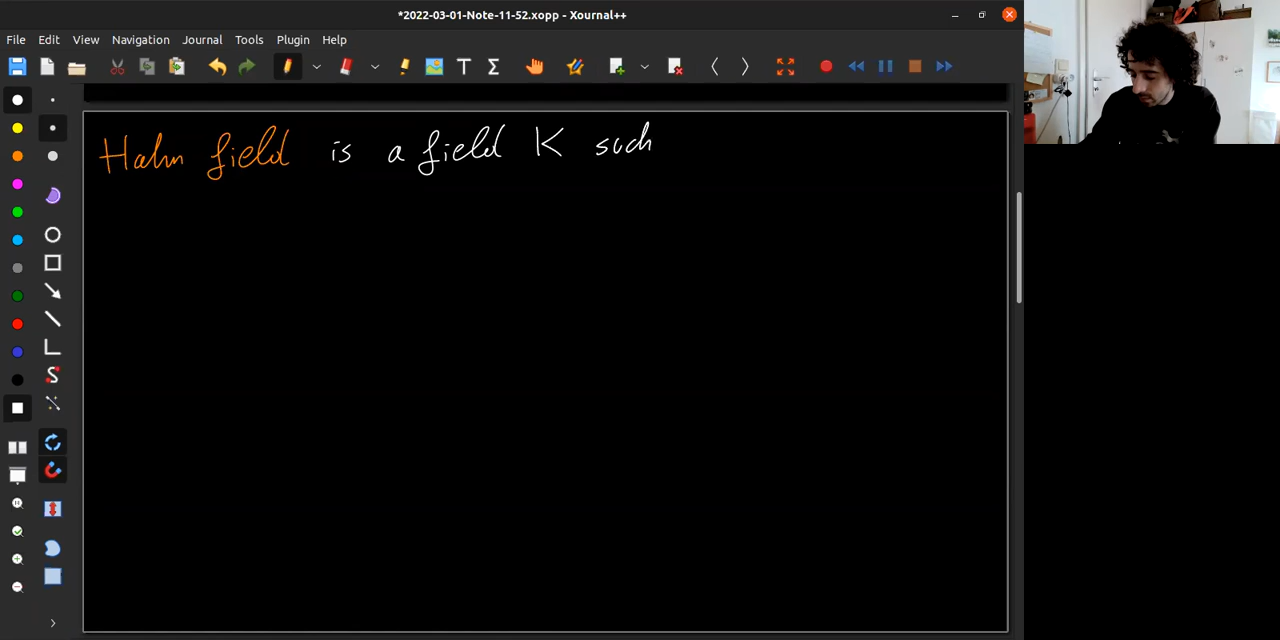 *2022-03-01-Note-11-52.xopp - Xournal++
File Edit View Navigation Journal Tools Plugin Help
Hahn field is a field K such